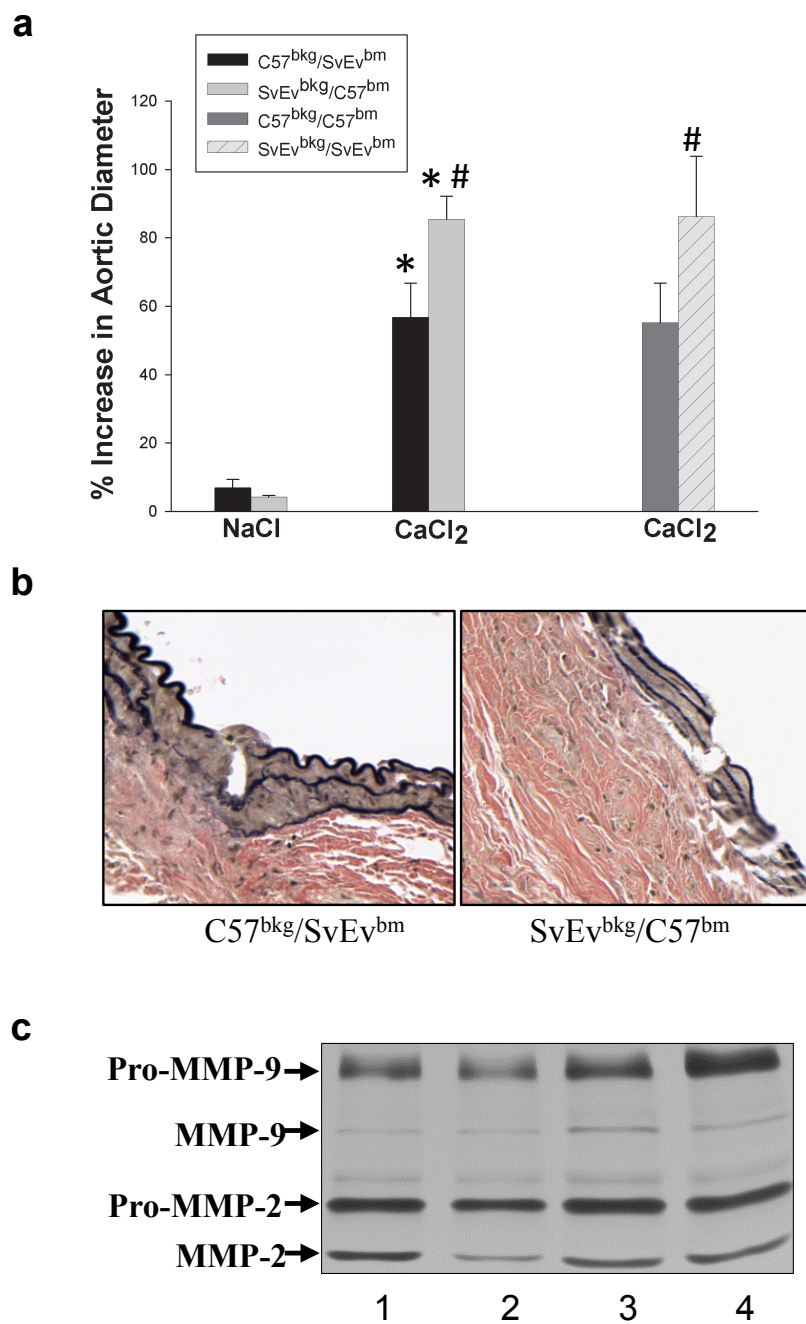 a
C57bkg/SvEvbm
SvEvbkg/C57bm
C57bkg/C57bm
SvEvbkg/SvEvbm
% Increase in Aortic Diameter
120
100
80
60
40
20
0
* #
*
#
NaCl
CaCl2
CaCl2
b
C57bkg/SvEvbm
SvEvbkg/C57bm
c
Pro-MMP-9
MMP-9
Pro-MMP-2
MMP-2
1 2 3 4